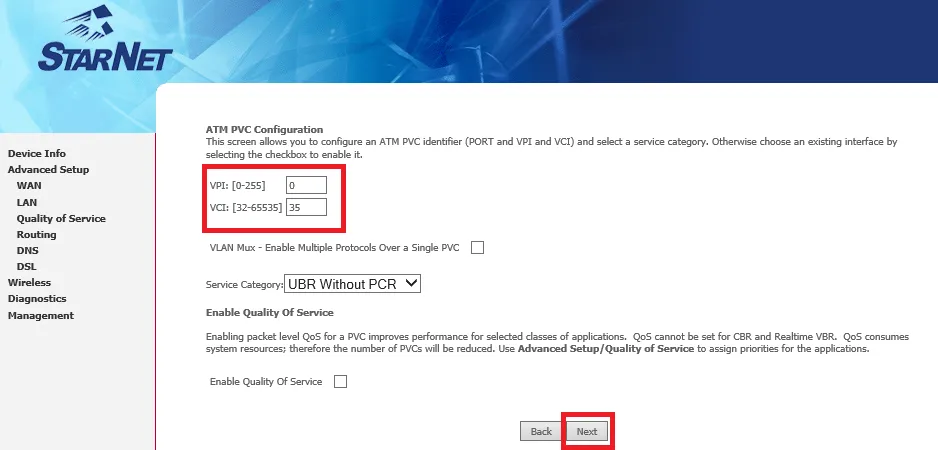 STARNET
Device Info
Advanced Setup
WAN
LAN
Quality of Service
Routing
DNS
DSL
Wireless
Diagnostics
Management
ATM PVC Configuration
This screen allows you to configure an ATM PVC identifier (PORT and VPI and VCI) and select a service category. Otherwise choose an existing interface by
selecting the checkbox to enable it.
VPI: [0-255] 0
VCI: [32-65535] 35
VLAN Mux - Enable Multiple Protocols Over a Single PVC
Service Category: UBR Without PCR
Enable Quality Of Service
Enabling packet level QoS for a PVC improves performance for selected classes of applications. QoS cannot be set for CBR and Realtime VBR. QoS consumes
system resources; therefore the number of PVCs will be reduced. Use Advanced Setup/Quality of Service to assign priorities for the applications.
Enable Quality Of Service
Back Next